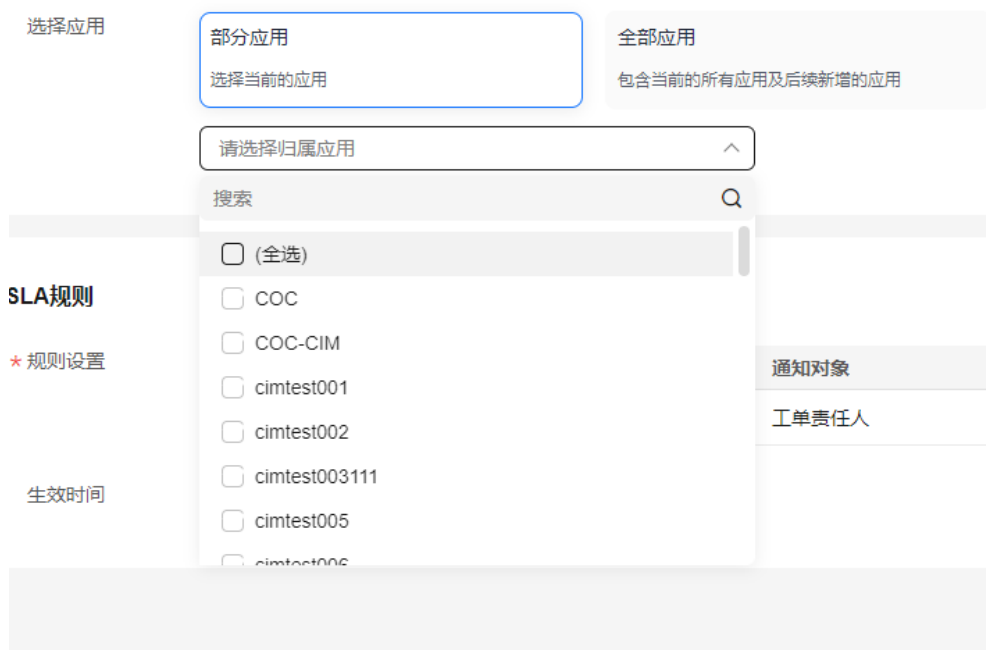 选择应用
部分应用
选择当前的应用
全部应用
包含当前的所有应用及后续新增的应用
请选择归属应用
搜索
(全选)
COC
COC-CIM
cimtest001
cimtest002
cimtest003111
cimtest005
cimtest006
SLA规则
* 规则设置
通知对象
工单责任人
生效时间